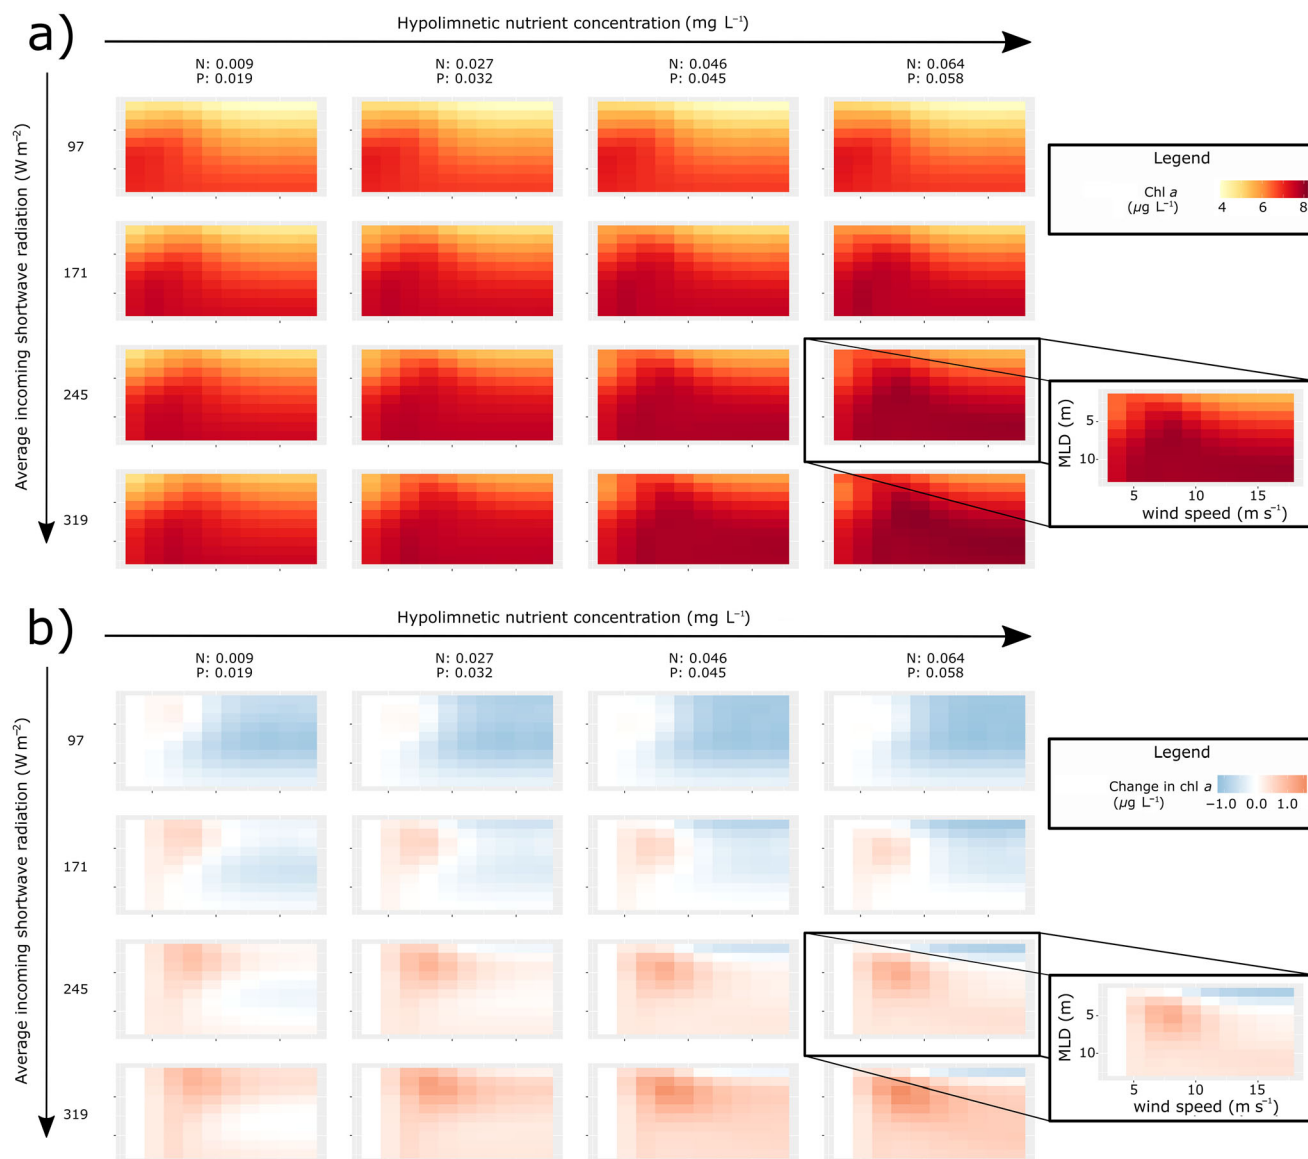 a)
Hypolimnetic nutrient concentration (mg L⁻¹)
N: 0.009
P: 0.019
N: 0.027
P: 0.032
N: 0.046
P: 0.045
N: 0.064
P: 0.058
Average incoming shortwave radiation (W m⁻²)
97
171
245
319
Legend
Chl a
(µg L⁻¹)
4 6 8
MLD (m)
5
10
5 10 15
wind speed (m s⁻¹)
b)
Hypolimnetic nutrient concentration (mg L⁻¹)
N: 0.009
P: 0.019
N: 0.027
P: 0.032
N: 0.046
P: 0.045
N: 0.064
P: 0.058
Average incoming shortwave radiation (W m⁻²)
97
171
245
319
Legend
Change in chl a
(µg L⁻¹)
−1.0 0.0 1.0
MLD (m)
5
10
5 10 15
wind speed (m s⁻¹)